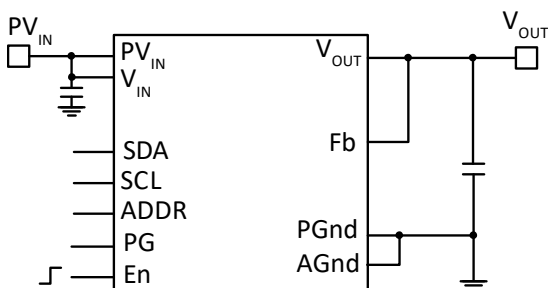 PV_IN
V_OUT
PV_IN
V_OUT
V_IN
Fb
SDA
SCL
ADDR
PG
PGnd
En
AGnd